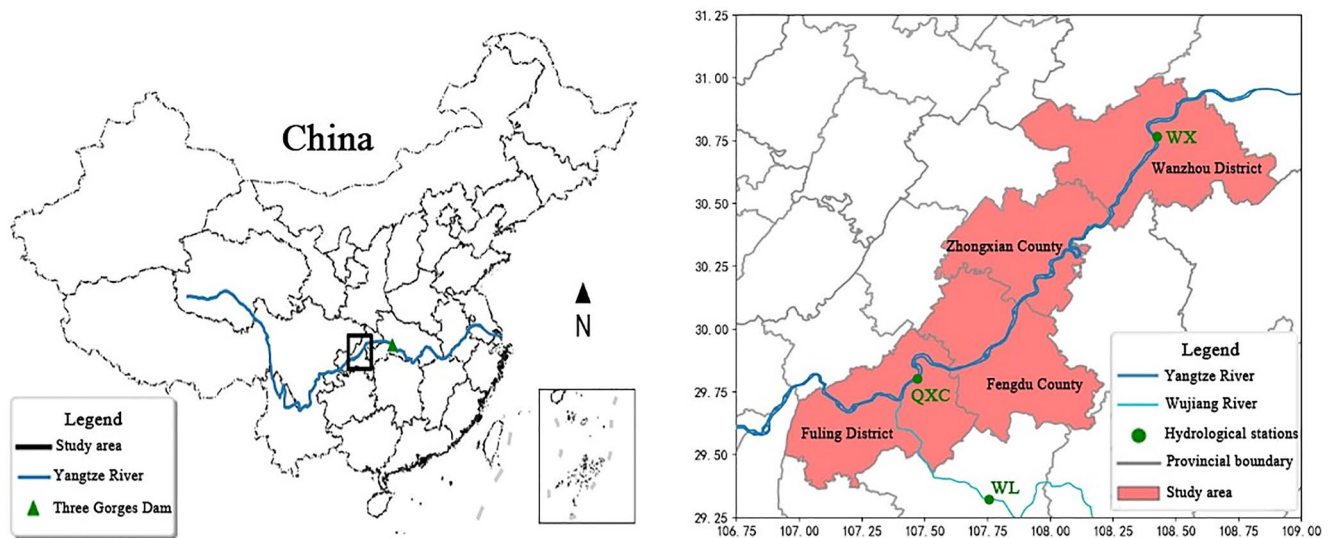 China
N
Legend
Study area
Yangtze River
Three Gorges Dam
31.25
31.00
30.75
30.50
30.25
30.00
29.75
29.50
29.25
106.75
107.00
107.25
107.50
107.75
108.00
108.25
108.50
108.75
109.00
WX
Wanzhou District
Zhongxian County
Fengdu County
QXC
Fuling District
WL
Legend
Yangtze River
Wujiang River
Hydrological stations
Provincial boundary
Study area